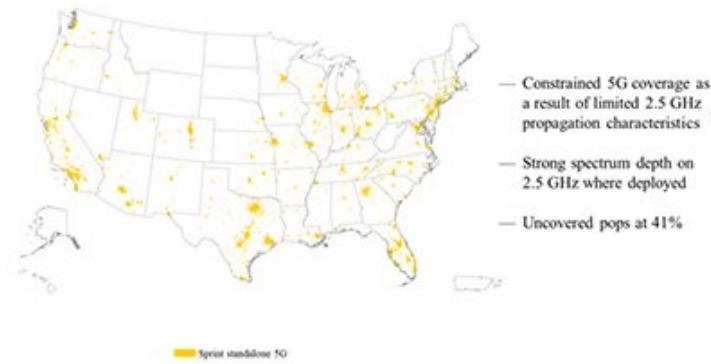 — Constrained 5G coverage as
a result of limited 2.5 GHz
propagation characteristics
— Strong spectrum depth on
2.5 GHz where deployed
— Uncovered pops at 41%
Sprint standalone 5G